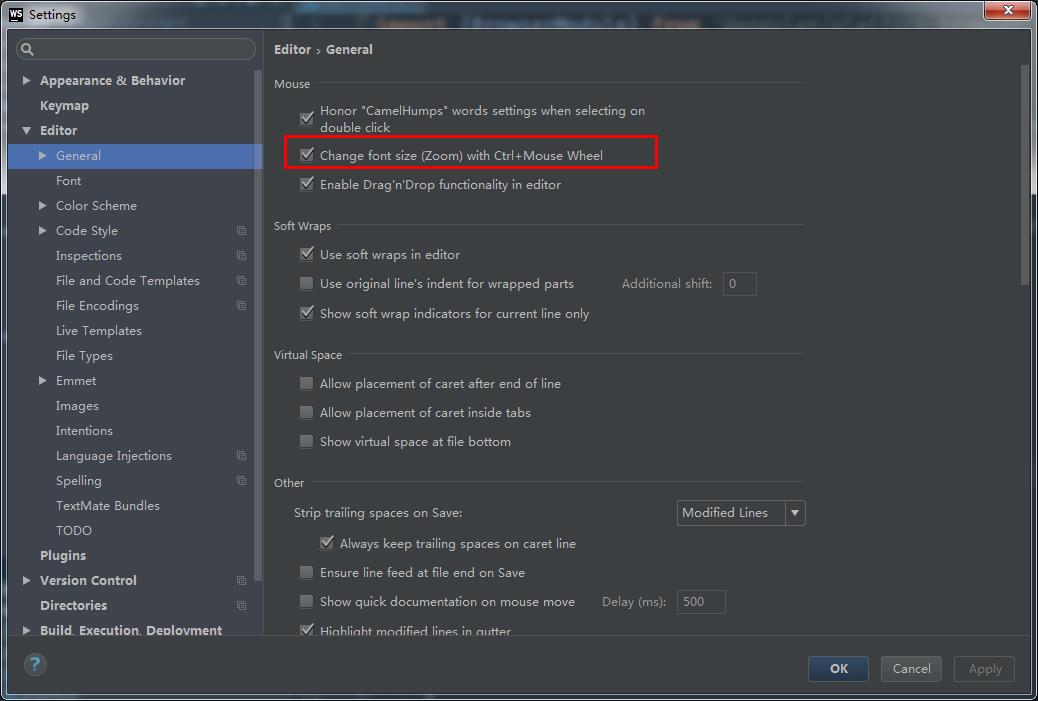 WS Settings
import {BrowserModule} from
Appearance & Behavior
Keymap
Editor
General
Font
Color Scheme
Code Style
Inspections
File and Code Templates
File Encodings
Live Templates
File Types
Emmet
Images
Intentions
Language Injections
Spelling
TextMate Bundles
TODO
Plugins
Version Control
Directories
Build, Execution, Deployment
Editor › General
Mouse
Honor "CamelHumps" words settings when selecting on
double click
Change font size (Zoom) with Ctrl+Mouse Wheel
Enable Drag'n'Drop functionality in editor
Soft Wraps
Use soft wraps in editor
Use original line's indent for wrapped parts Additional shift: 0
Show soft wrap indicators for current line only
Virtual Space
Allow placement of caret after end of line
Allow placement of caret inside tabs
Show virtual space at file bottom
Other
Strip trailing spaces on Save: Modified Lines
Always keep trailing spaces on caret line
Ensure line feed at file end on Save
Show quick documentation on mouse move Delay (ms): 500
Highlight modified lines in gutter
?
OK Cancel Apply